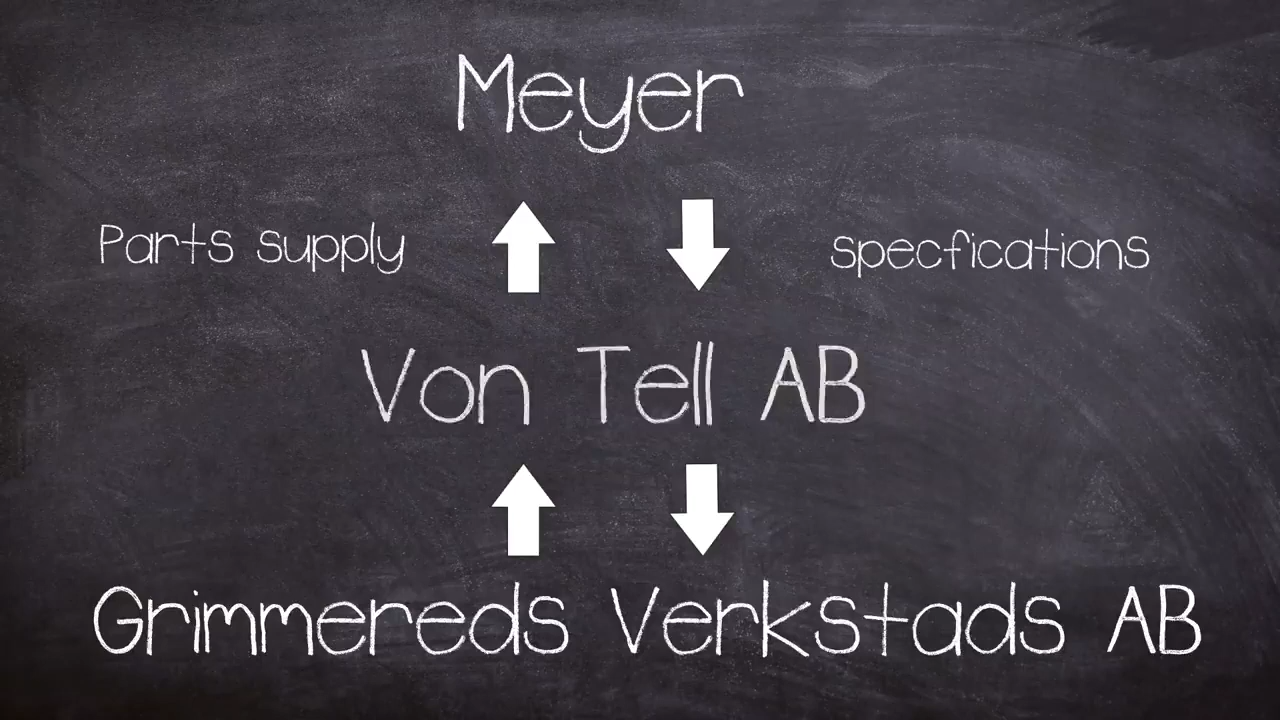 Meyer
Parts supply
specfications
Von Tell AB
Grimmereds Verkstads AB